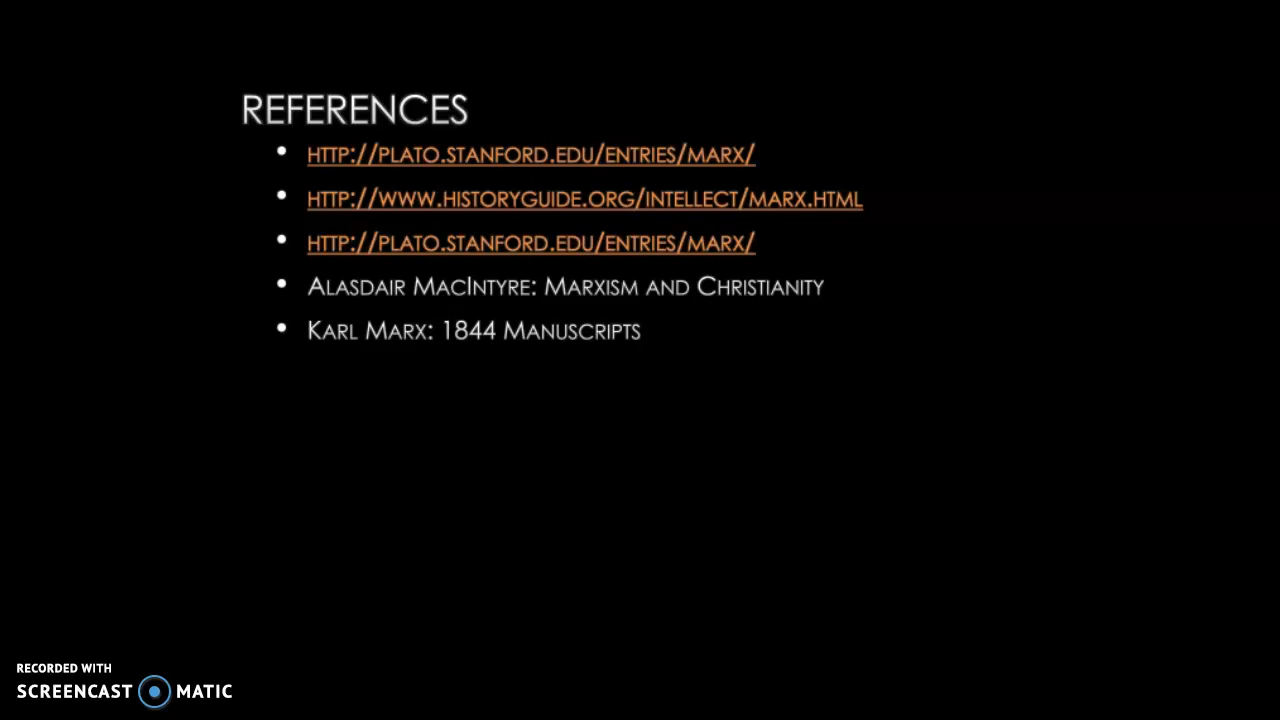 REFERENCES
• HTTP://PLATO.STANFORD.EDU/ENTRIES/MARX/
• HTTP://WWW.HISTORYGUIDE.ORG/INTELLECT/MARX.HTML
• HTTP://PLATO.STANFORD.EDU/ENTRIES/MARX/
• ALASDAIR MACINTYRE: MARXISM AND CHRISTIANITY
• KARL MARX: 1844 MANUSCRIPTS
RECORDED WITH
SCREENCAST MATIC